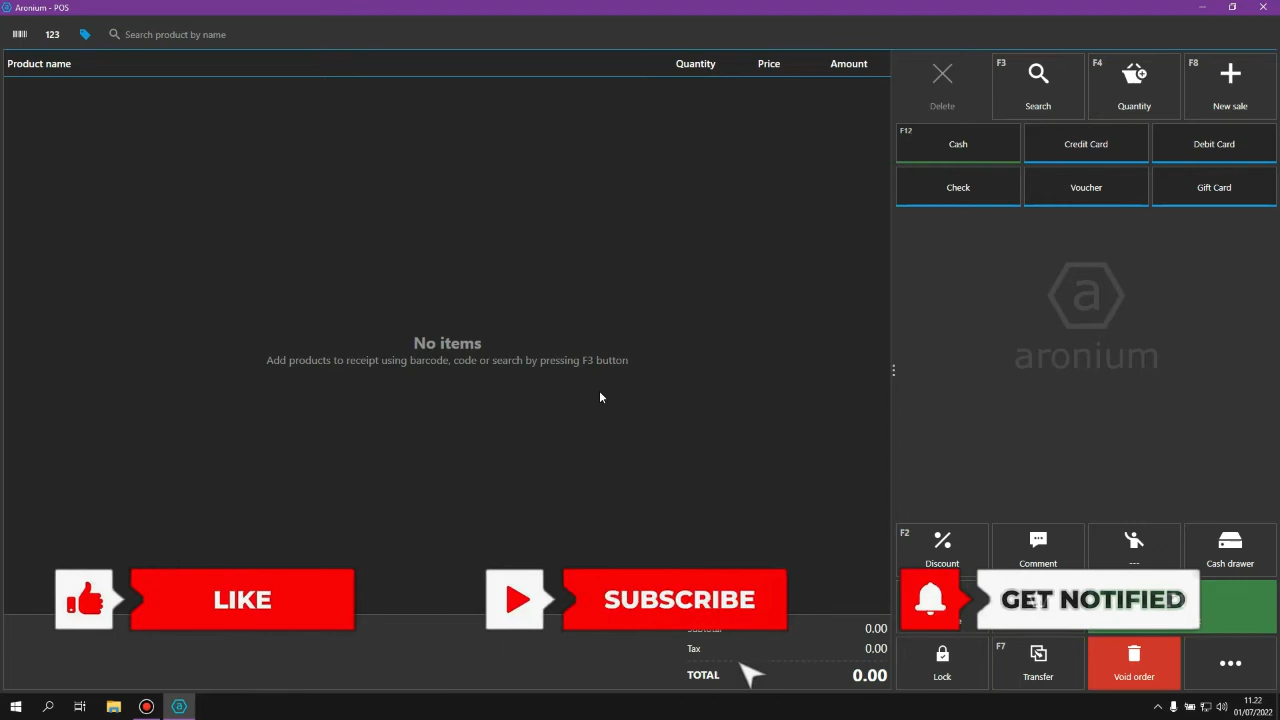 Aronium - POS
123
Search product by name
Product name
Quantity
Price
Amount
No items
Add products to receipt using barcode, code or search by pressing F3 button
Delete
F3
Search
F4
Quantity
F8
New sale
F12
Cash
Credit Card
Debit Card
Check
Voucher
Gift Card
aronium
F2
Discount
Comment
---
Cash drawer
LIKE
SUBSCRIBE
GET NOTIFIED
Subtotal
0.00
Tax
0.00
TOTAL
0.00
Lock
F7
Transfer
Void order
11.22
01/07/2022